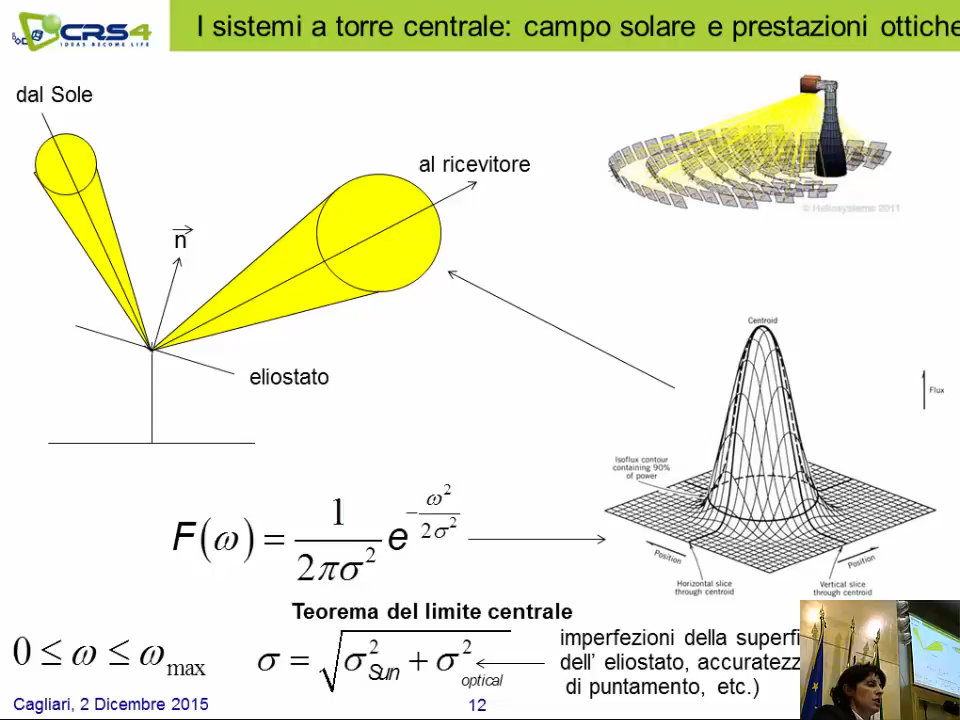 CRS4
IDEAS BECOME LIFE
I sistemi a torre centrale: campo solare e prestazioni ottiche
dal Sole
al ricevitore
n
eliostato
© Heliosystems 2011
Centroid
Flux
Isoflux contour
containing 90%
of power
Position
Position
Horizontal slice
through centroid
Vertical slice
through centroid
F(ω) = 1/(2πσ²) e^(-ω²/(2σ²))
Teorema del limite centrale
0 ≤ ω ≤ ω_max
σ = √(σ²_Sun + σ²_optical)
imperfezioni della superfi
dell’ eliostato, accuratezz
di puntamento, etc.)
Cagliari, 2 Dicembre 2015
12